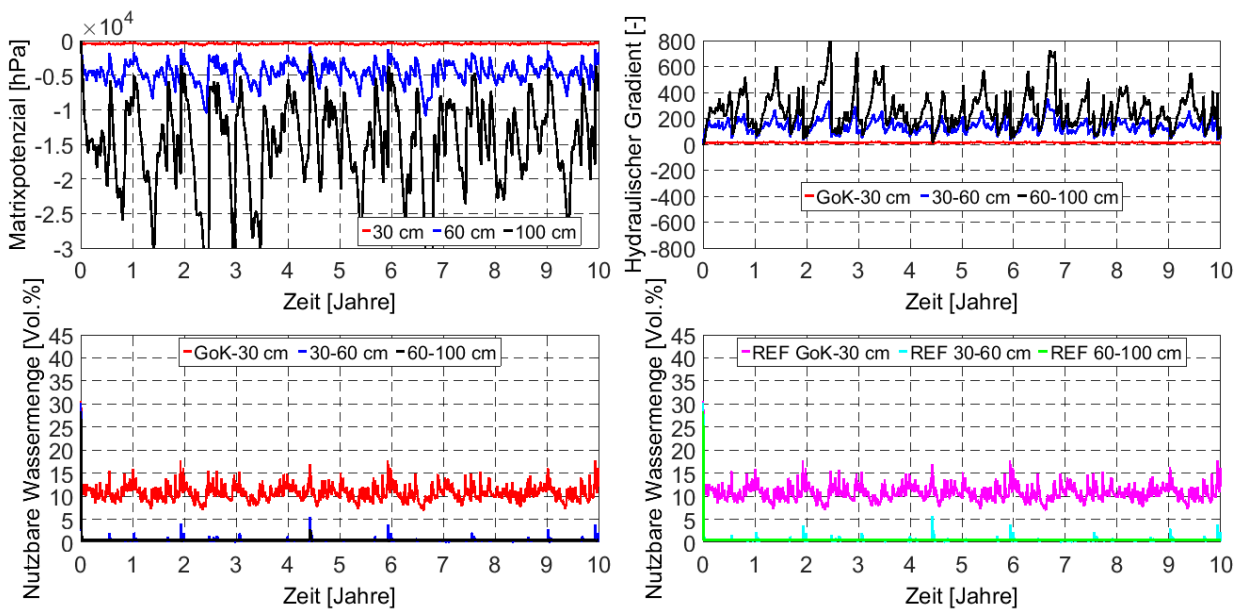 ×10⁴
Matrixpotenzial [hPa]
0
-0.5
-1
-1.5
-2
-2.5
-3
30 cm 60 cm 100 cm
0 1 2 3 4 5 6 7 8 9 10
Zeit [Jahre]
Hydraulischer Gradient [-]
800
600
400
200
0
-200
-400
-600
-800
GoK-30 cm 30-60 cm 60-100 cm
0 1 2 3 4 5 6 7 8 9 10
Zeit [Jahre]
Nutzbare Wassermenge [Vol.%]
45
40
35
30
25
20
15
10
5
0
GoK-30 cm 30-60 cm 60-100 cm
0 1 2 3 4 5 6 7 8 9 10
Zeit [Jahre]
Nutzbare Wassermenge [Vol.%]
45
40
35
30
25
20
15
10
5
0
REF GoK-30 cm REF 30-60 cm REF 60-100 cm
0 1 2 3 4 5 6 7 8 9 10
Zeit [Jahre]